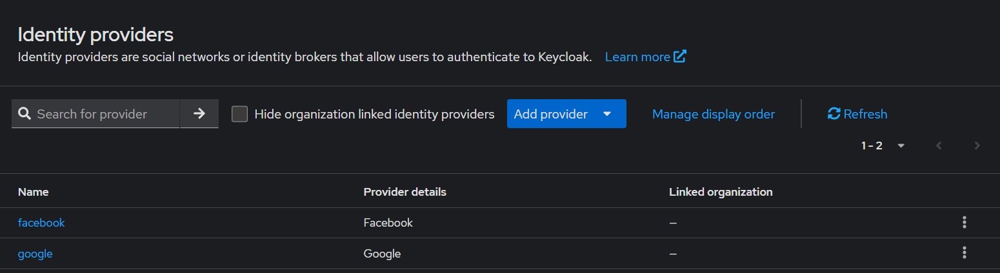 Identity providers
Identity providers are social networks or identity brokers that allow users to authenticate to Keycloak. Learn more
Search for provider Hide organization linked identity providers Add provider Manage display order Refresh
1 - 2
Name Provider details Linked organization
facebook Facebook –
google Google –